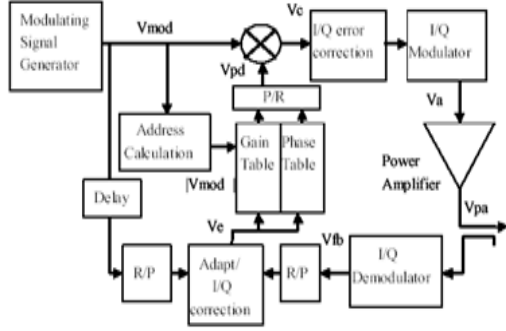 Modulating
Signal
Generator
Vmod
Vc
I/Q error
correction
I/Q
Modulator
Vpd
P/R
Va
Address
Calculation
Gain
Table
Phase
Table
Power
Amplifier
|Vmod |
Delay
Ve
Vfb
Vpa
R/P
Adapt/
I/Q
correction
R/P
I/Q
Demodulator